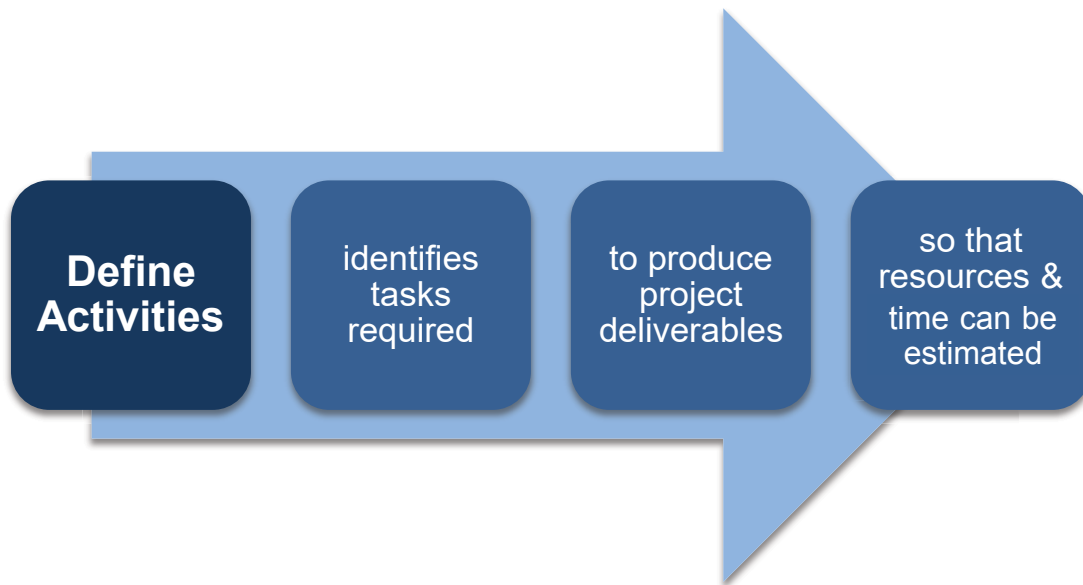 Define
Activities
identifies
tasks
required
to produce
project
deliverables
so that
resources &
time can be
estimated